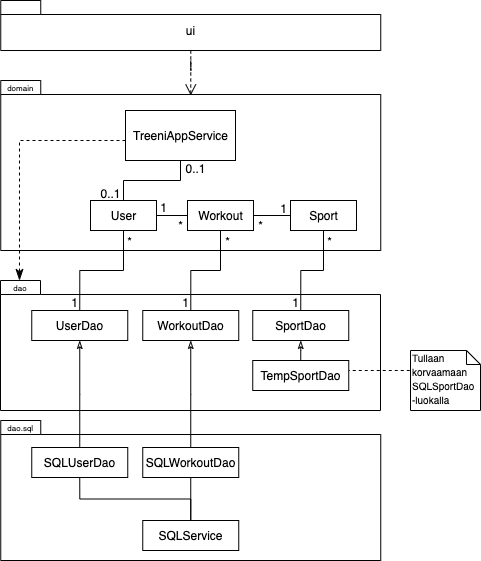 ui
domain
TreeniAppService
0..1
0..1
User
1
*
Workout
*
1
Sport
*
*
*
dao
1
1
1
UserDao
WorkoutDao
SportDao
TempSportDao
Tullaan
korvaamaan
SQLSportDao
-luokalla
dao.sql
SQLUserDao
SQLWorkoutDao
SQLService